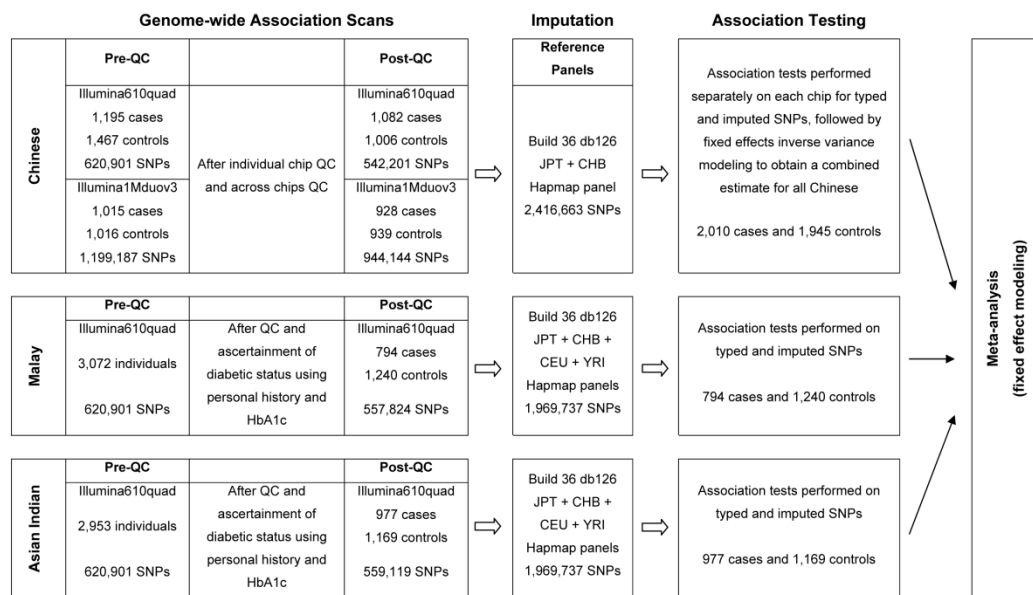 Genome-wide Association Scans
Imputation
Association Testing
Chinese
Pre-QC
Illumina610quad
1,195 cases
1,467 controls
620,901 SNPs
Illumina1Mduov3
1,015 cases
1,016 controls
1,199,187 SNPs
After individual chip QC
and across chips QC
Post-QC
Illumina610quad
1,082 cases
1,006 controls
542,201 SNPs
Illumina1Mduov3
928 cases
939 controls
944,144 SNPs
Reference
Panels
Build 36 db126
JPT + CHB
Hapmap panel
2,416,663 SNPs
Association tests performed
separately on each chip for typed
and imputed SNPs, followed by
fixed effects inverse variance
modeling to obtain a combined
estimate for all Chinese
2,010 cases and 1,945 controls
Malay
Pre-QC
Illumina610quad
3,072 individuals
620,901 SNPs
After QC and
ascertainment of
diabetic status using
personal history and
HbA1c
Post-QC
Illumina610quad
794 cases
1,240 controls
557,824 SNPs
Build 36 db126
JPT + CHB +
CEU + YRI
Hapmap panels
1,969,737 SNPs
Association tests performed on
typed and imputed SNPs
794 cases and 1,240 controls
Asian Indian
Pre-QC
Illumina610quad
2,953 individuals
620,901 SNPs
After QC and
ascertainment of
diabetic status using
personal history and
HbA1c
Post-QC
Illumina610quad
977 cases
1,169 controls
559,119 SNPs
Build 36 db126
JPT + CHB +
CEU + YRI
Hapmap panels
1,969,737 SNPs
Association tests performed on
typed and imputed SNPs
977 cases and 1,169 controls
Meta-analysis
(fixed effect modeling)